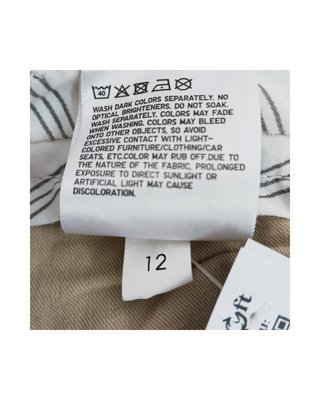 40
WASH DARK COLORS SEPARATELY. NO
OPTICAL BRIGHTENERS. DO NOT SOAK.
WASH SEPARATELY. COLORS MAY FADE
WHEN WASHING. COLORS MAY BLEED
ONTO OTHER OBJECTS, SO AVOID
EXCESSIVE CONTACT WITH LIGHT-
COLORED FURNITURE/CLOTHING/CAR
SEATS, ETC.COLOR MAY RUB OFF.DUE TO
THE NATURE OF THE FABRIC, PROLONGED
EXPOSURE TO DIRECT SUNLIGHT OR
ARTIFICIAL LIGHT MAY CAUSE
DISCOLORATION.
12